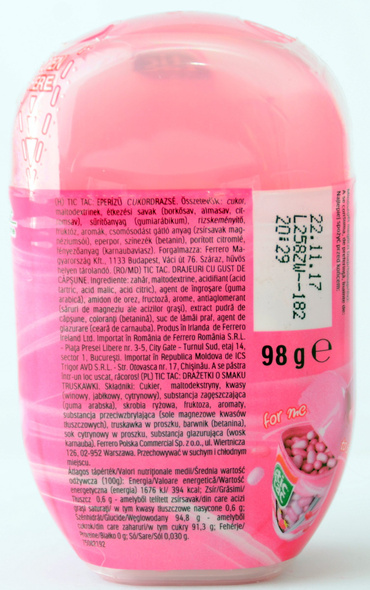 ERE
(H) TIC TAC. EPERÍZŰ CUKORDRAZSÉ. Összetevők: cukor,
maltodextrinek, étkezési savak (borkősav, almasav, cit-
romsav), sűrítőanyag (gumiarábikum), rizskeményítő,
fruktóz, aromák, csomósodást gátló anyag (zsírsavak mag-
néziumsói), eperpor, színezék (betanin), porított citromlé,
fényezőanyag (karnaubaviasz). Forgalmazza: Ferrero Ma-
gyarország Kft., 1133 Budapest, Váci út 76. Száraz, hűvös
helyen tárolandó. (RO/MD) TIC TAC. DRAJEURI CU GUST DE
CĂPȘUNE. Ingrediente: zahăr, maltodextrine, acidifianți (acid
tartric, acid malic, acid citric), agent de îngroșare (guma
arabică), amidon de orez, fructoză, arome, antiaglomerant
(săruri de magneziu ale acizilor grași), extract pudră de
căpșune, coloranți (betanină), suc de lămâi praf, agent de
glazurare (ceară de carnauba). Produs în Irlanda de Ferrero
Ireland Ltd. Importat în România de Ferrero România S.R.L.
- Piața Presei Libere nr. 3-5, City Gate - Turnul Sud, etaj 14,
sector 1, București. Importat în Republica Moldova de ICS
Trigor AVD S.R.L. - Str. Otovasca nr. 17, Chișinău. A se păstra
într-un loc uscat, răcoros! (PL) TIC TAC: DRAŻETKI O SMAKU
TRUSKAWKI. Składniki: Cukier, maltodekstryny, kwasy
(winowy, jabłkowy, cytrynowy), substancja zagęszczająca
(guma arabska), skrobia ryżowa, fruktoza, aromaty,
substancja przeciwzbrylająca (sole magnezowe kwasów
tłuszczowych), truskawka w proszku, barwnik (betanina),
sok cytrynowy w proszku, substancja glazurująca (wosk
karnauba). Ferrero Polska Commercial Sp. z o.o., ul. Wiertnicza
126, 02-952 Warszawa. Przechowywać w suchym i chłodnym
miejscu.
Átlagos tápérték/Valori nutriționale medii/Średnia wartość
odżywcza (100g): Energia/Valoare energetică/Wartość
energetyczna (energia) 1676 kJ/ 394 kcal; Zsír/Grăsimi/
Tłuszcz 0,6 g - amelyből telített zsírsavak/din care acizi
grași saturați/ w tym kwasy tłuszczowe nasycone 0,6 g;
Szénhidrát/Glucide/Węglowodany 94,8 g - amelyből
cukrok/din care zaharuri/w tym cukry 91,3 g; Fehérje/
Proteine/Białko 0 g; Só/Sare/Sól 0,030 g.
22.11.17
L258ZW--182
20:29
98 g e
for me
tic tac